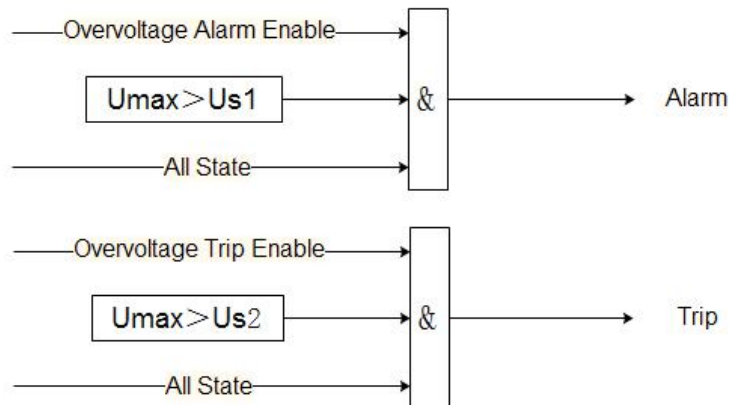 Overvoltage Alarm Enable
Umax＞Us1
&
Alarm
All State
Overvoltage Trip Enable
Umax＞Us2
&
Trip
All State